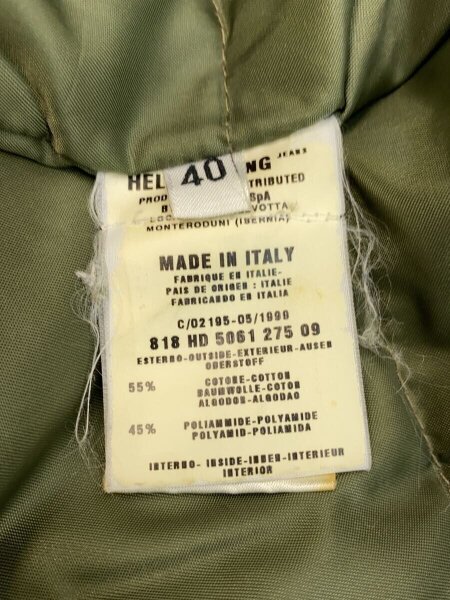 40
HEL NG JEANS
PROD TRIBUTED
B SpA
LOC VOTTA
MONTERODUNI (ISERNIA)
MADE IN ITALY
FABRIQUE EN ITALIE-
PAIS DE ORIGEN : ITALIE
FABRICANDO EN ITALIA
C/02195-05/1999
818 HD 5061 275 09
ESTERNO-OUTSIDE-EXTERIEUR-AUSEN
OBERSTOFF
55% COTONE-COTTON
BAUMWOLLE-COTON
ALGODON-ALGODAO
45% POLIAMMIDE-POLYAMIDE
POLYAMID-POLIAMIDA
INTERNO- INSIDE-INNEN-INTERIEUR
INTERIOR